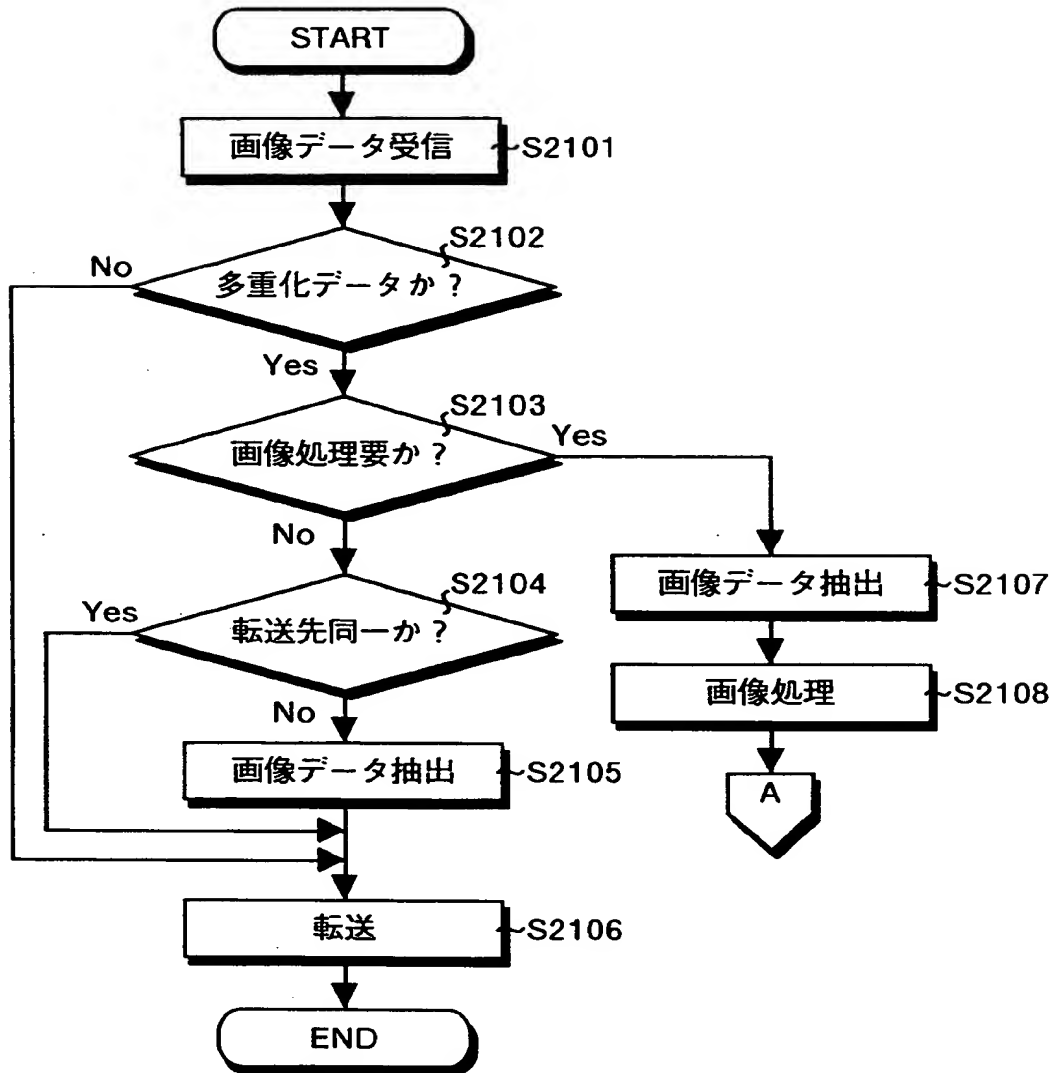 START
画像データ受信 S2101
S2102
No
多重化データか？
Yes
S2103
画像処理要か？
Yes
No
S2104
Yes
転送先同一か？
No
画像データ抽出 S2105
画像データ抽出 S2107
画像処理 S2108
A
転送 S2106
END